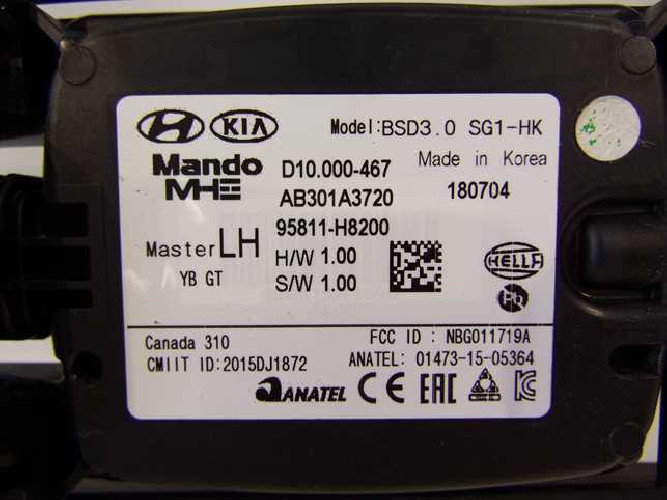 KIA
Model:BSD3.0 SG1-HK
Mando
MHE
D10.000-467
Made in Korea
AB301A3720
180704
95811-H8200
Master LH
H/W 1.00
YB GT
S/W 1.00
HELLA
Canada 310
FCC ID : NBG011719A
CMIIT ID:2015DJ1872
ANATEL: 01473-15-05364
ANATEL CE EAC